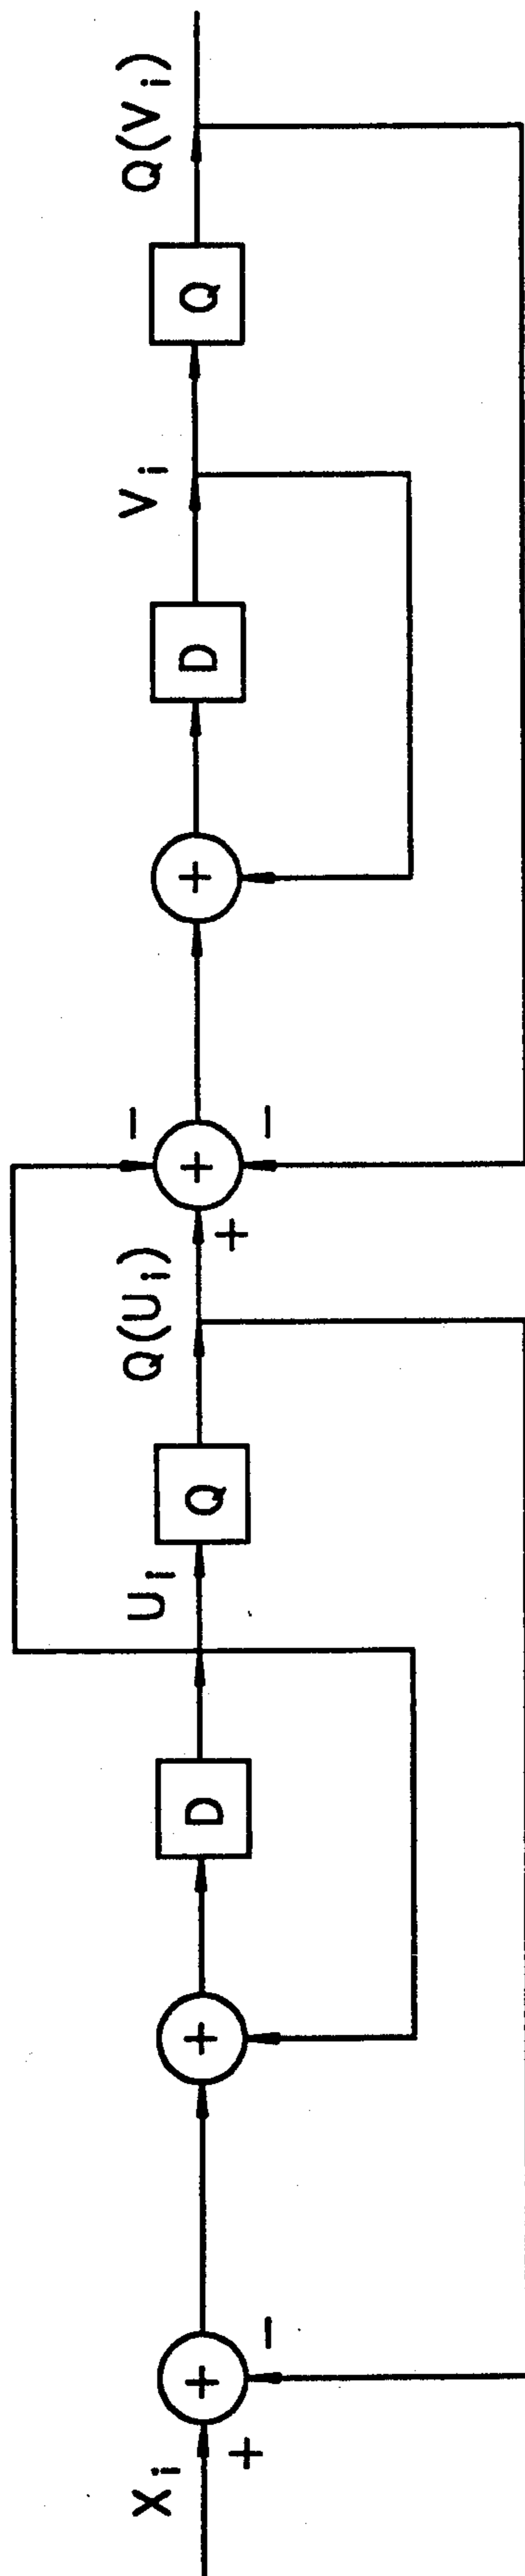 X_i
+
−
+
+
D
U_i
Q
Q(U_i)
+
−
+
−
+
D
V_i
Q
Q(V_i)